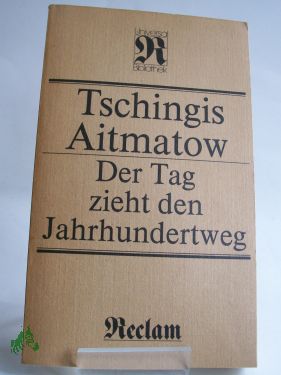 Universal
R
Bibliothek
Tschingis
Aitmatow
Der Tag
zieht den
Jahrhundertweg
Reclam